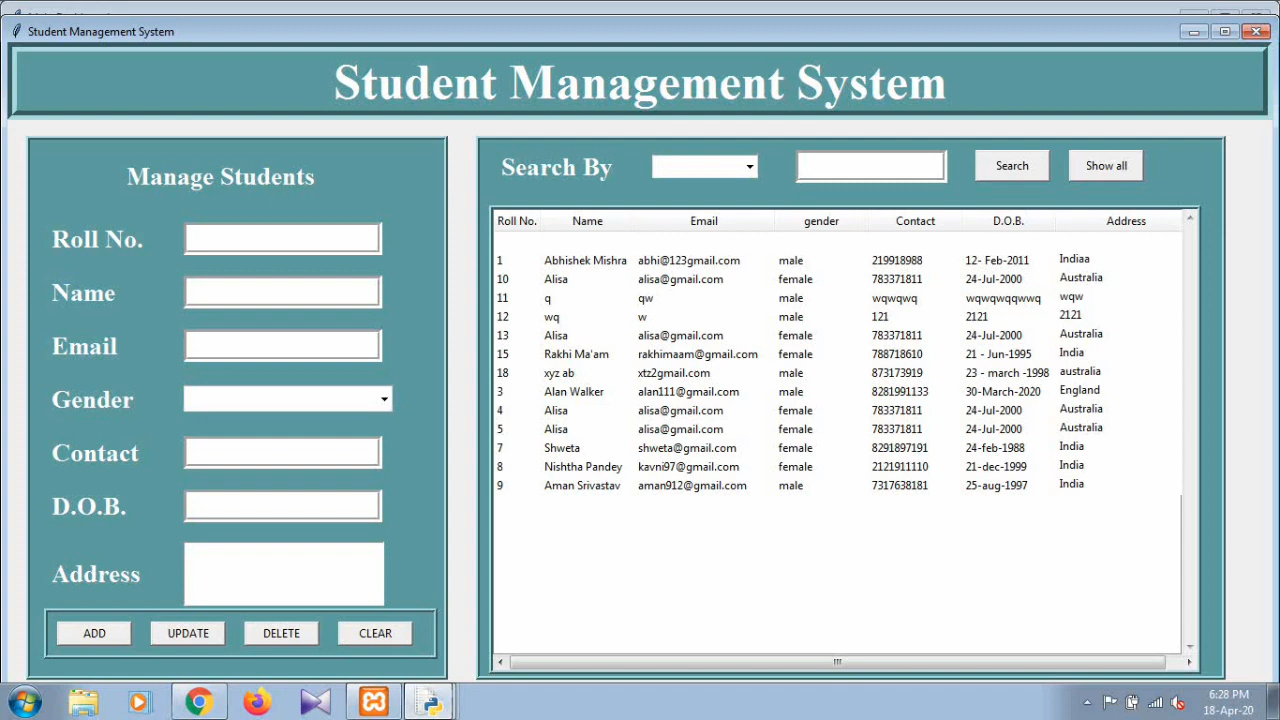 Student Management System
Student Management System
Manage Students
Roll No.
Name
Email
Gender
Contact
D.O.B.
Address
ADD UPDATE DELETE CLEAR
Search By Search Show all
Roll No. Name Email gender Contact D.O.B. Address
1 Abhishek Mishra abhi@123gmail.com male 219918988 12- Feb-2011 Indiaa
10 Alisa alisa@gmail.com female 783371811 24-Jul-2000 Australia
11 q qw male wqwqwq wqwqwqqwwq wqw
12 wq w male 121 2121 2121
13 Alisa alisa@gmail.com female 783371811 24-Jul-2000 Australia
15 Rakhi Ma'am rakhimaam@gmail.com female 788718610 21 - Jun-1995 India
18 xyz ab xtz2gmail.com male 873173919 23 - march -1998 australia
3 Alan Walker alan111@gmail.com male 8281991133 30-March-2020 England
4 Alisa alisa@gmail.com female 783371811 24-Jul-2000 Australia
5 Alisa alisa@gmail.com female 783371811 24-Jul-2000 Australia
7 Shweta shweta@gmail.com female 8291897191 24-feb-1988 India
8 Nishtha Pandey kavni97@gmail.com female 2121911110 21-dec-1999 India
9 Aman Srivastav aman912@gmail.com male 7317638181 25-aug-1997 India
6:28 PM
18-Apr-20